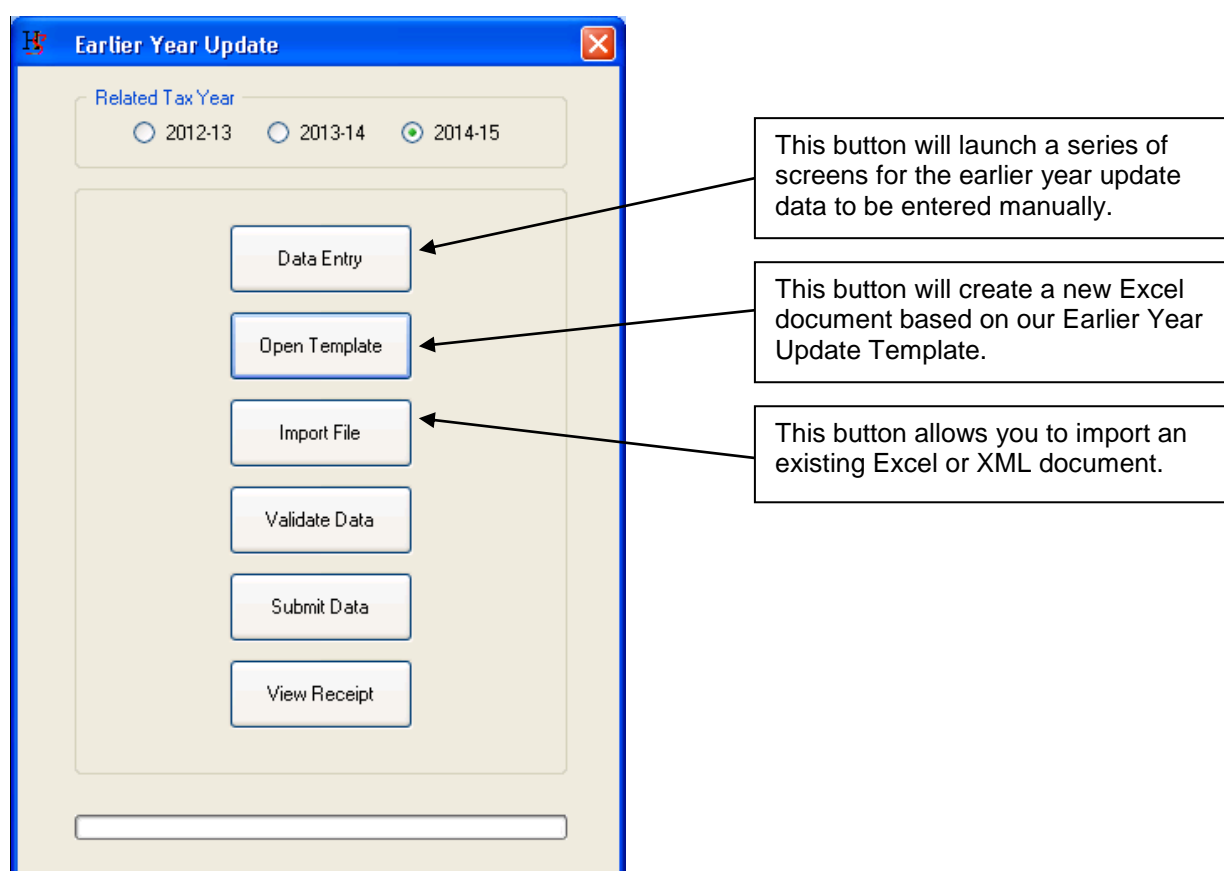 Earlier Year Update
Related Tax Year
2012-13 2013-14 2014-15
Data Entry
Open Template
Import File
Validate Data
Submit Data
View Receipt
This button will launch a series of
screens for the earlier year update
data to be entered manually.
This button will create a new Excel
document based on our Earlier Year
Update Template.
This button allows you to import an
existing Excel or XML document.